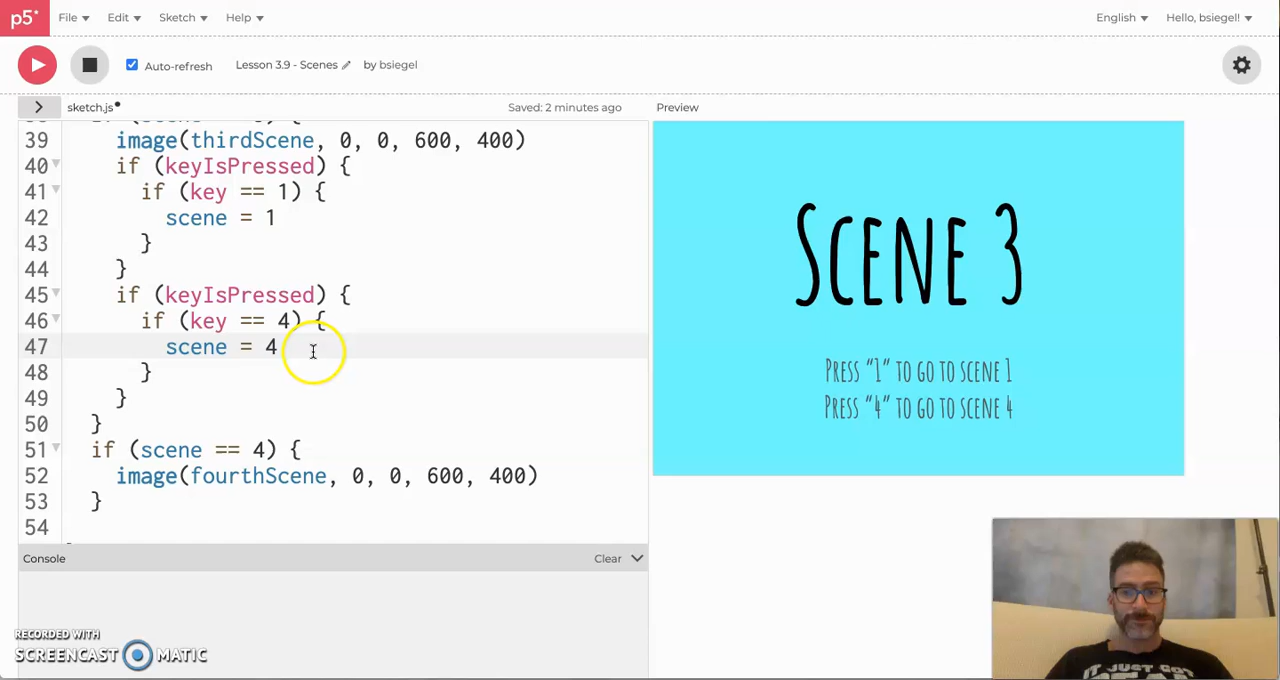 p5*
File Edit Sketch Help English Hello, bsiegel!
Auto-refresh Lesson 3.9 - Scenes by bsiegel
sketch.js Saved: 2 minutes ago Preview
39 image(thirdScene, 0, 0, 600, 400)
40 if (keyIsPressed) {
41 if (key == 1) {
42 scene = 1
43 }
44 }
45 if (keyIsPressed) {
46 if (key == 4) {
47 scene = 4
48 }
49 }
50 }
51 if (scene == 4) {
52 image(fourthScene, 0, 0, 600, 400)
53 }
54
SCENE 3
PRESS "1" TO GO TO SCENE 1
PRESS "4" TO GO TO SCENE 4
Console Clear
RECORDED WITH
SCREENCAST MATIC
IT JUST GOT